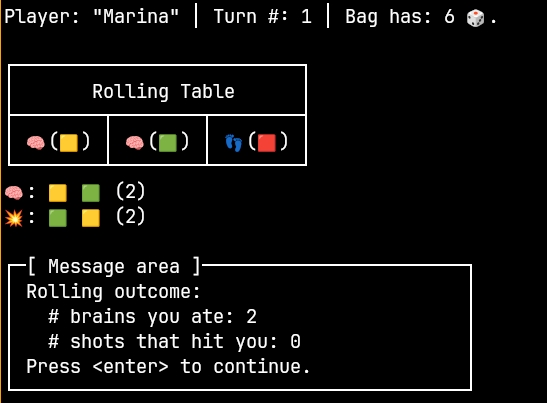 Player: "Marina" | Turn #: 1 | Bag has: 6 🎲.
Rolling Table
🧠(🟨) | 🧠(🟩) | 👣(🟥)
🧠: 🟨 🟩 (2)
💥: 🟩 🟨 (2)
[ Message area ]
Rolling outcome:
# brains you ate: 2
# shots that hit you: 0
Press <enter> to continue.